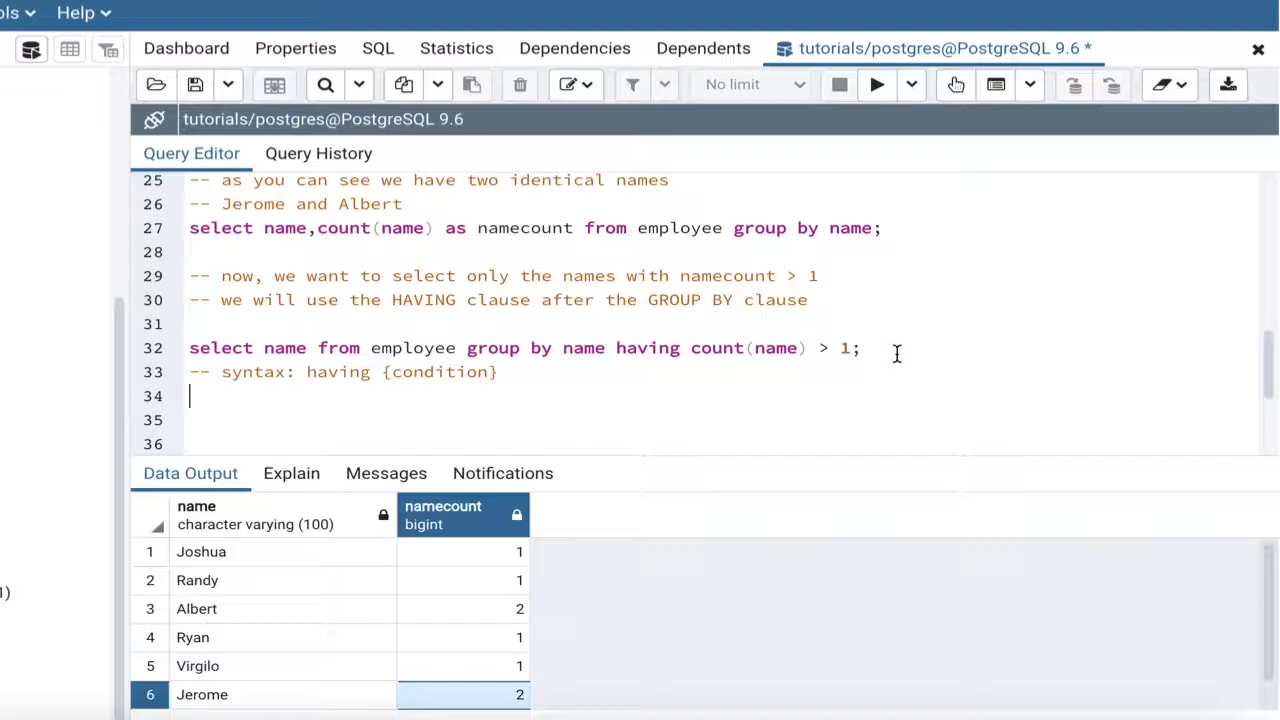 ols Help
Dashboard Properties SQL Statistics Dependencies Dependents tutorials/postgres@PostgreSQL 9.6 *
No limit
tutorials/postgres@PostgreSQL 9.6
Query Editor Query History
25 -- as you can see we have two identical names
26 -- Jerome and Albert
27 select name,count(name) as namecount from employee group by name;
28
29 -- now, we want to select only the names with namecount > 1
30 -- we will use the HAVING clause after the GROUP BY clause
31
32 select name from employee group by name having count(name) > 1;
33 -- syntax: having {condition}
34
35
36
Data Output Explain Messages Notifications
name namecount
character varying (100) bigint
1 Joshua 1
2 Randy 1
1)
3 Albert 2
4 Ryan 1
5 Virgilo 1
6 Jerome 2